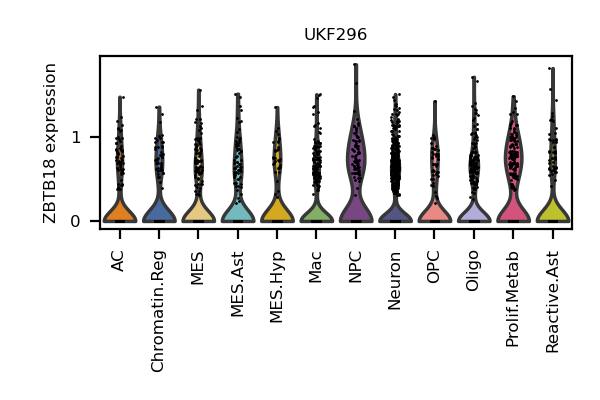 UKF296
ZBTB18 expression
1
0
AC
Chromatin.Reg
MES
MES.Ast
MES.Hyp
Mac
NPC
Neuron
OPC
Oligo
Prolif.Metab
Reactive.Ast